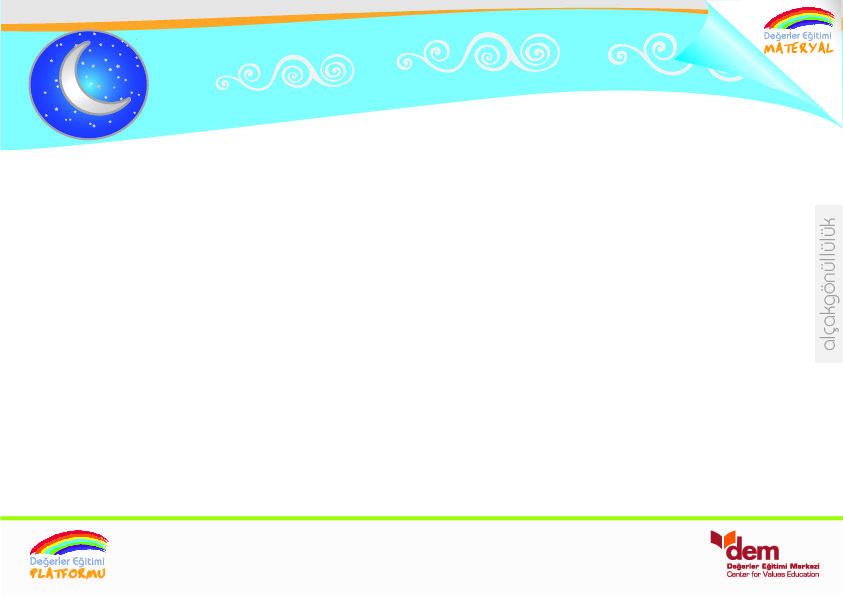 Değerler Eğitimi
MATERYAL
alçakgönüllülük
Değerler Eğitimi
PLATFORMU
dem
Değerler Eğitimi Merkezi
Center for Values Education